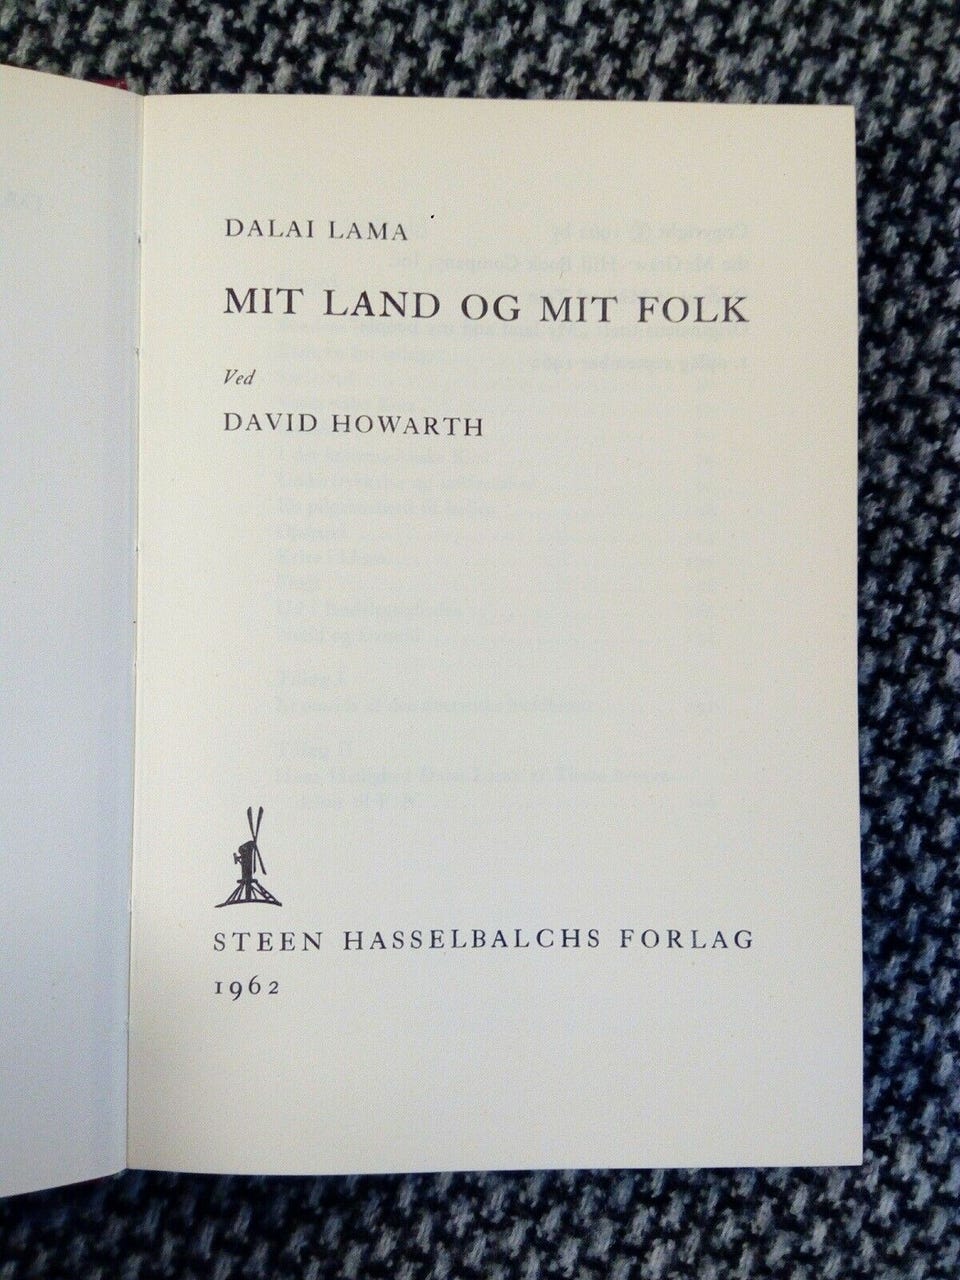 DALAI LAMA
MIT LAND OG MIT FOLK
Ved
DAVID HOWARTH
STEEN HASSELBALCHS FORLAG
1962